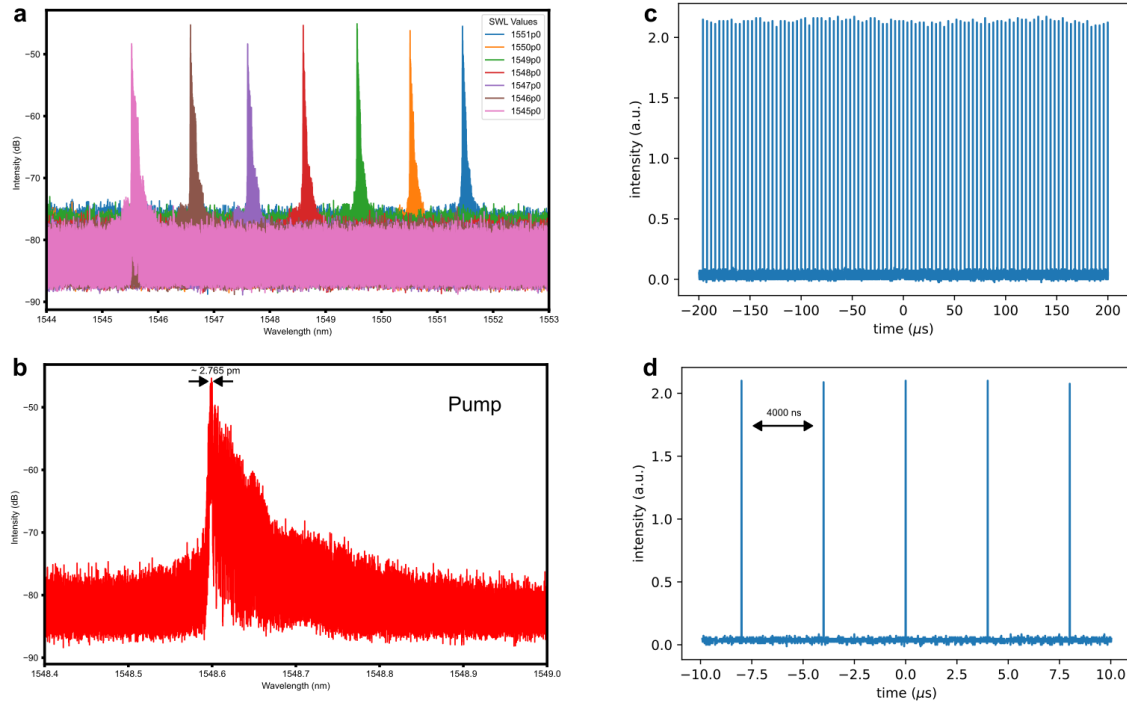 a
SWL Values
1551p0
1550p0
1549p0
1548p0
1547p0
1546p0
1545p0
−50
−60
−70
−80
−90
Intensity (dB)
1544
1545
1546
1547
1548
1549
1550
1551
1552
1553
Wavelength (nm)
b
~ 2.765 pm
Pump
−50
−60
−70
−80
−90
Intensity (dB)
1548.4
1548.5
1548.6
1548.7
1548.8
1548.9
1549.0
Wavelength (nm)
c
2.0
1.5
1.0
0.5
0.0
intensity (a.u.)
−200
−150
−100
−50
0
50
100
150
200
time (μs)
d
4000 ns
2.0
1.5
1.0
0.5
0.0
intensity (a.u.)
−10.0
−7.5
−5.0
−2.5
0.0
2.5
5.0
7.5
10.0
time (μs)